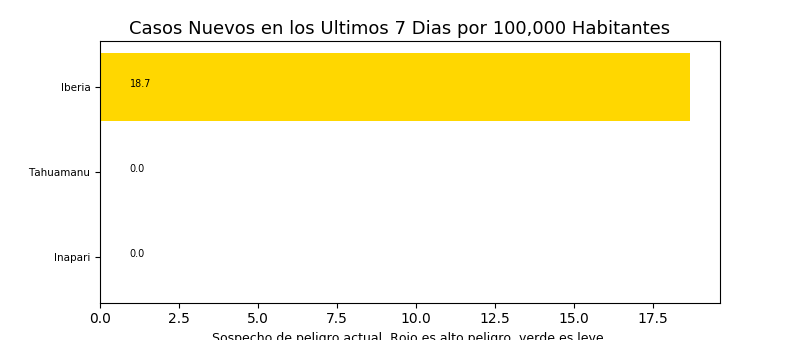 Casos Nuevos en los Ultimos 7 Dias por 100,000 Habitantes
Iberia
18.7
Tahuamanu
0.0
Inapari
0.0
0.0 2.5 5.0 7.5 10.0 12.5 15.0 17.5
Sospecho de peligro actual. Rojo es alto peligro, verde es leve